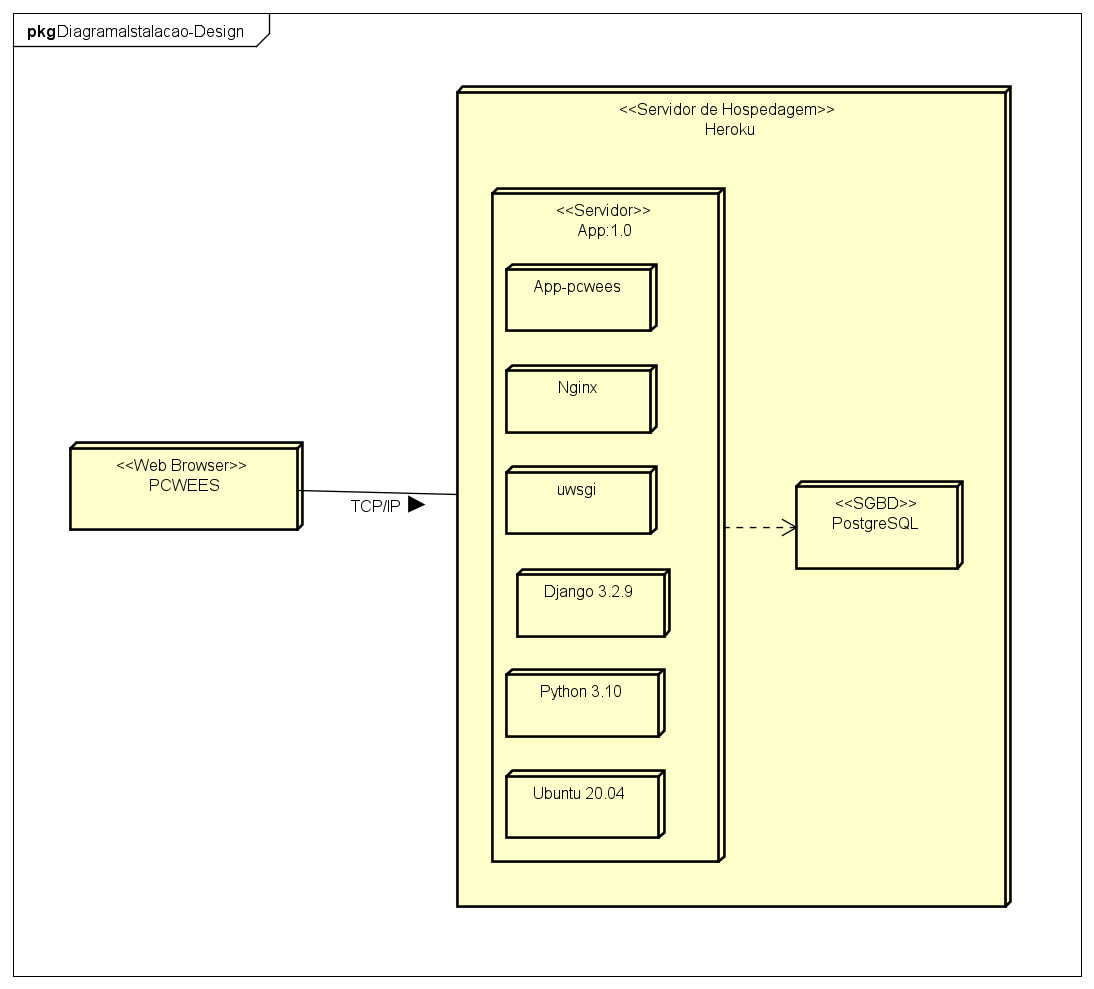 pkgDiagramaIstalacao-Design
<<Servidor de Hospedagem>>
Heroku
<<Servidor>>
App:1.0
App-pcwees
Nginx
<<Web Browser>>
PCWEES
TCP/IP
uwsgi
<<SGBD>>
PostgreSQL
Django 3.2.9
Python 3.10
Ubuntu 20.04